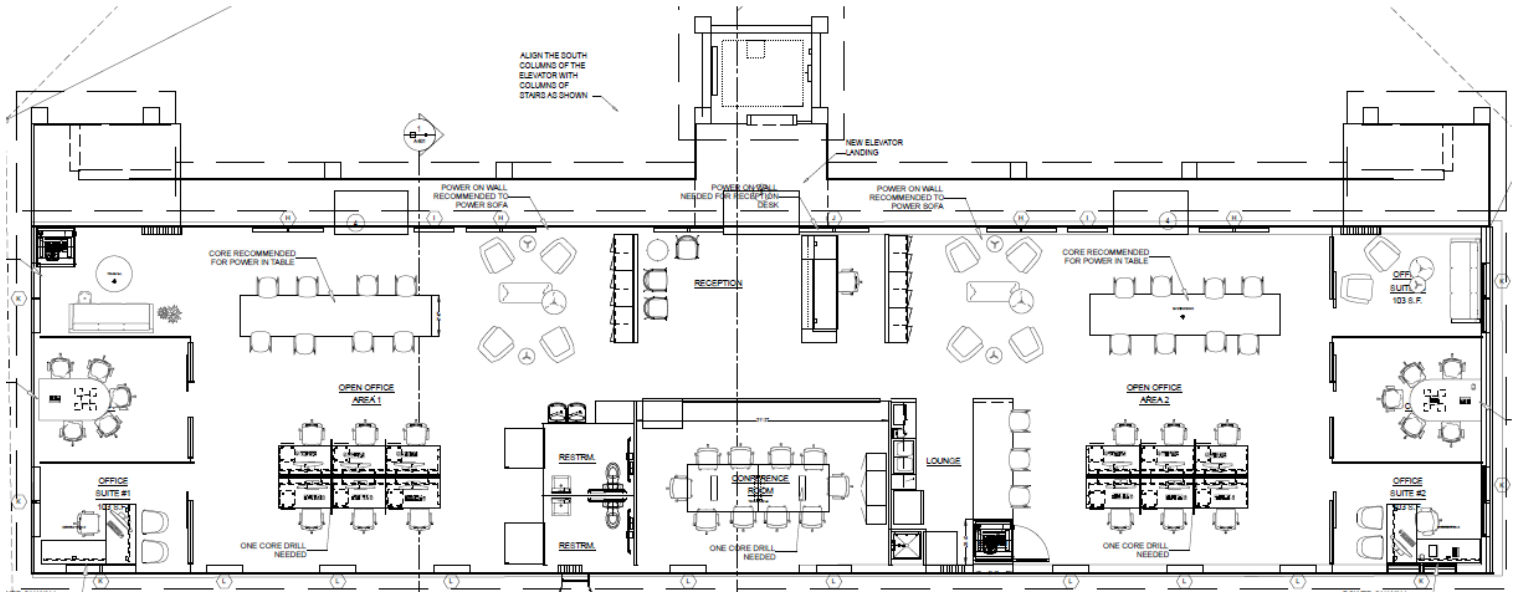 ALIGN THE SOUTH
COLUMNS OF THE
ELEVATOR WITH
COLUMNS OF
STAIRS AS SHOWN
1
NEW ELEVATOR
LANDING
POWER ON WALL
RECOMMENDED TO
POWER SOFA
POWER ON WALL
NEEDED FOR RECEPTION
DESK
POWER ON WALL
RECOMMENDED TO
POWER SOFA
H
I
H
J
H
I
4
H
CORE RECOMMENDED
FOR POWER IN TABLE
RECEPTION
CORE RECOMMENDED
FOR POWER IN TABLE
103 S.F.
K
K
OPEN OFFICE
AREA 1
OPEN OFFICE
AREA 2
RESTRM.
LOUNGE
CONFERENCE
ROOM
OFFICE
SUITE #1
103 S.F.
OFFICE
SUITE #2
103 S.F.
K
K
ONE CORE DRILL
NEEDED
RESTRM.
ONE CORE DRILL
NEEDED
ONE CORE DRILL
NEEDED
K
L
L
L
L
L
L
L
L
K